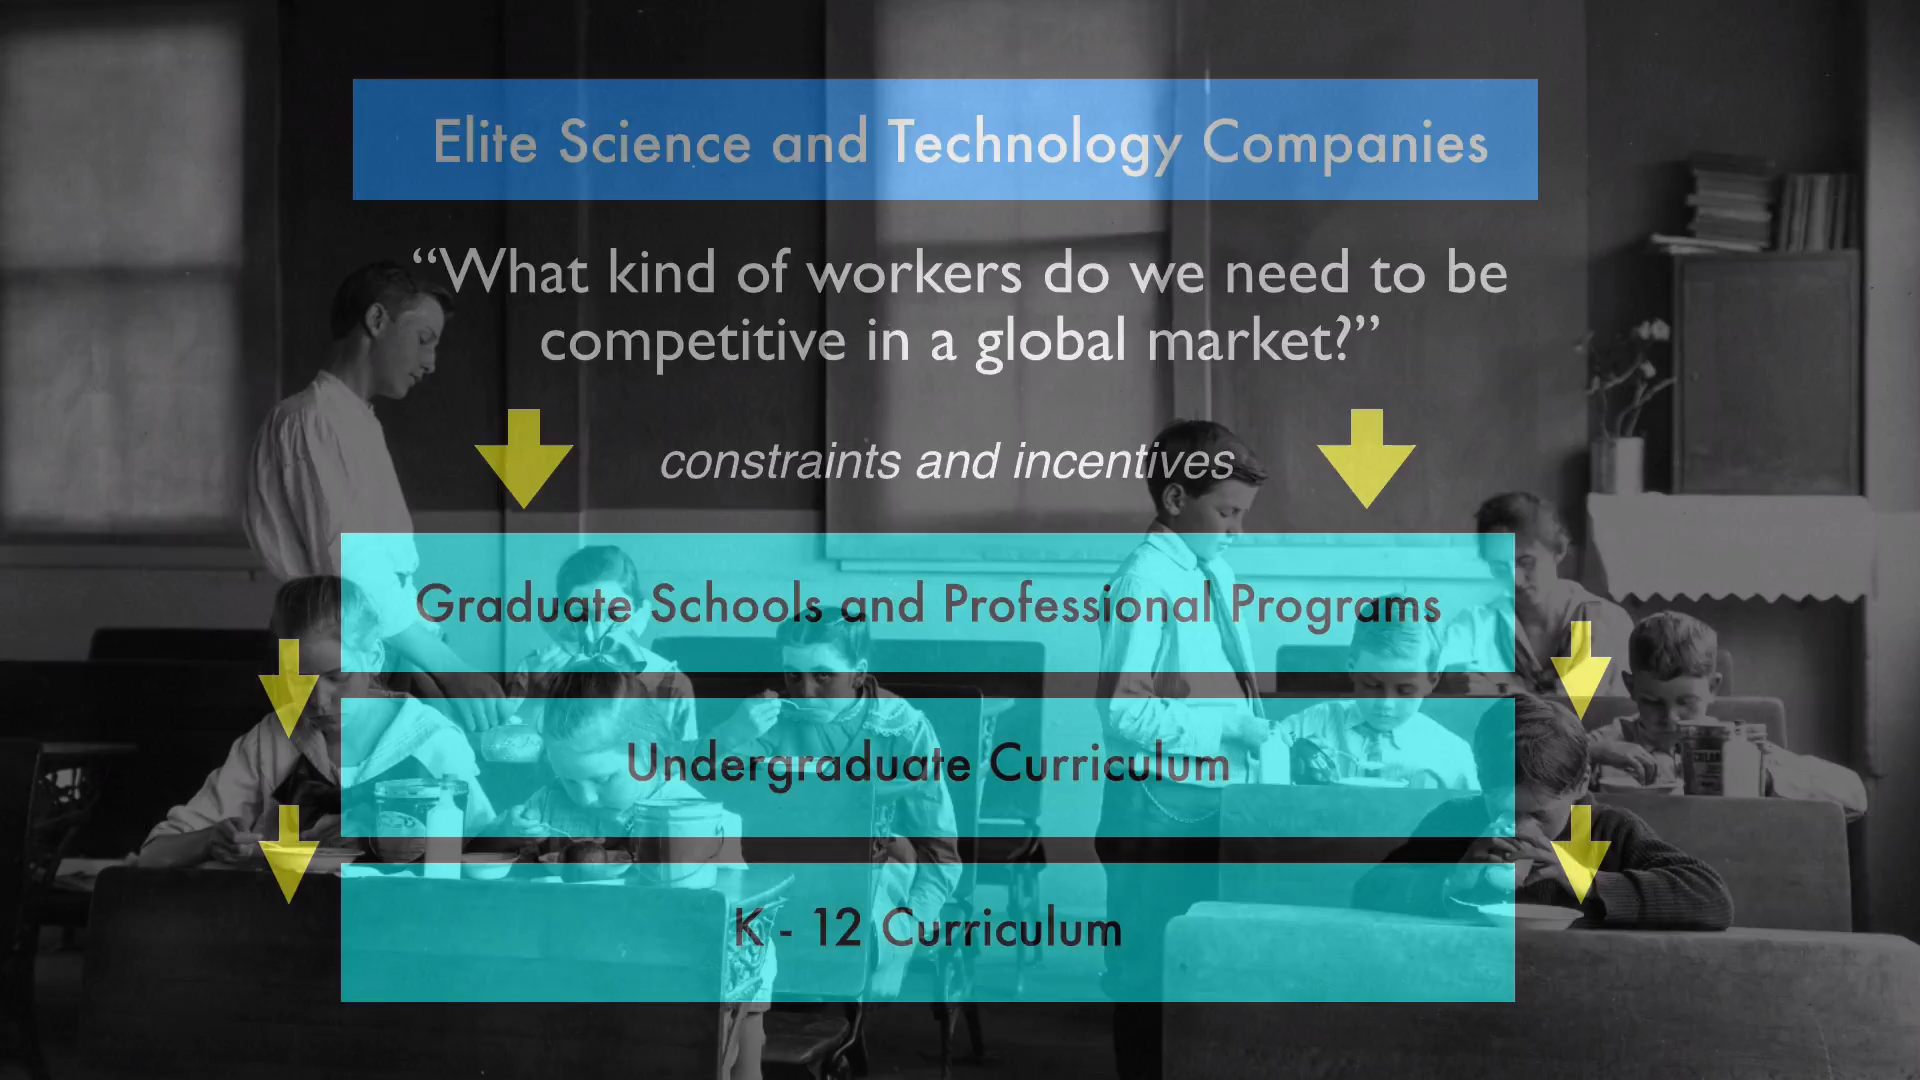 Elite Science and Technology Companies
“What kind of workers do we need to be
competitive in a global market?”
constraints and incentives
Graduate Schools and Professional Programs
Undergraduate Curriculum
K - 12 Curriculum